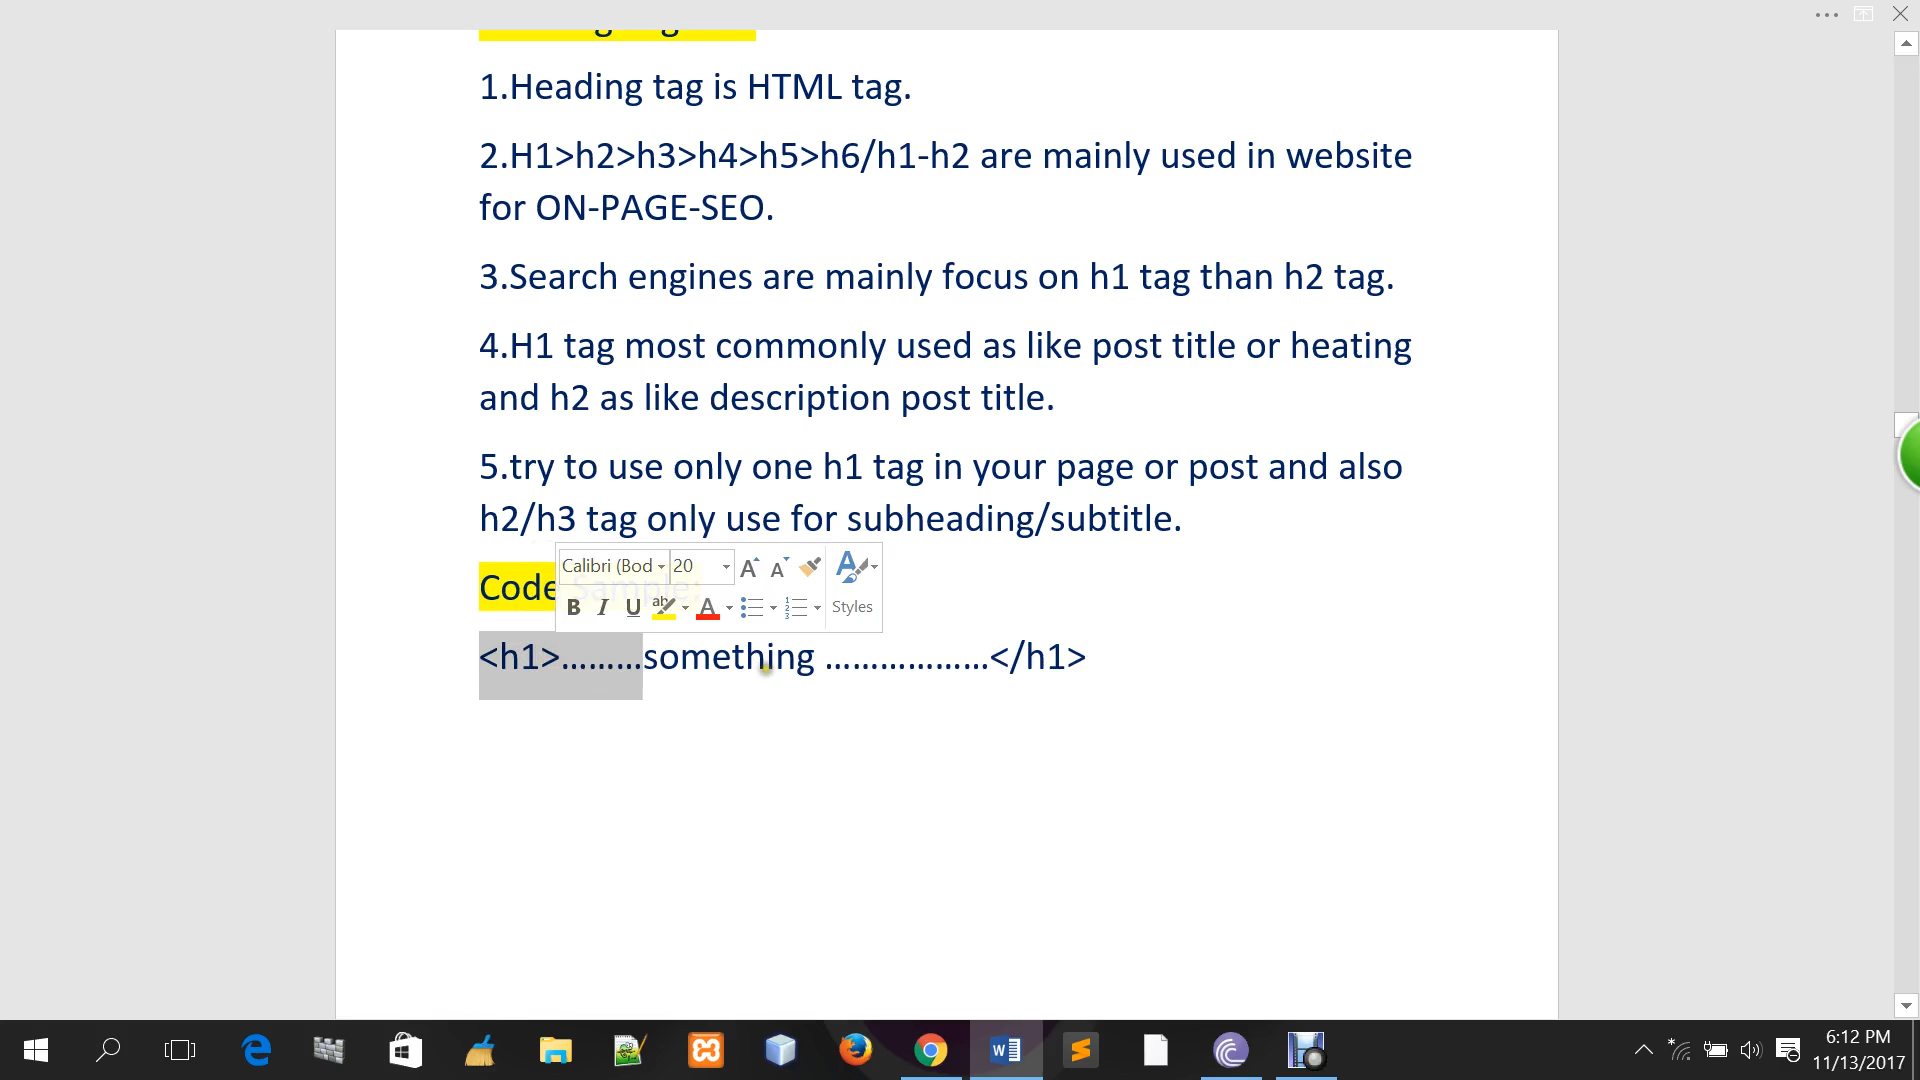 1.Heading tag is HTML tag.
2.H1>h2>h3>h4>h5>h6/h1-h2 are mainly used in website
for ON-PAGE-SEO.
3.Search engines are mainly focus on h1 tag than h2 tag.
4.H1 tag most commonly used as like post title or heating
and h2 as like description post title.
5.try to use only one h1 tag in your page or post and also
h2/h3 tag only use for subheading/subtitle.
Calibri (Bod 20
Code Sample:
B I U ab A Styles
<h1>.........something ..................</h1>
6:12 PM
11/13/2017